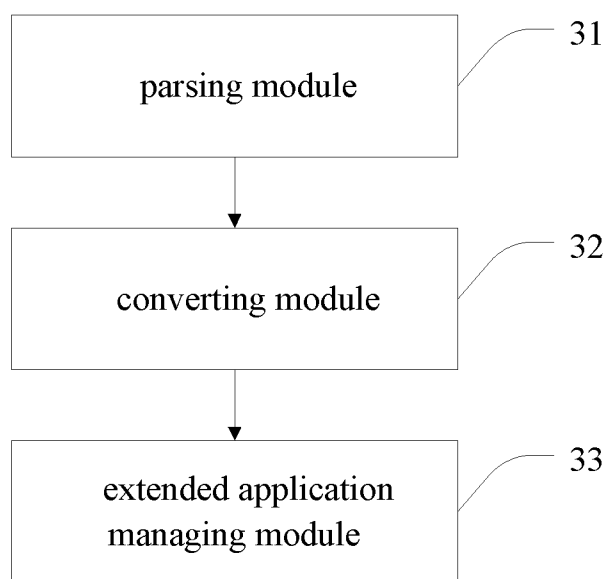 parsing module
31
converting module
32
extended application
managing module
33